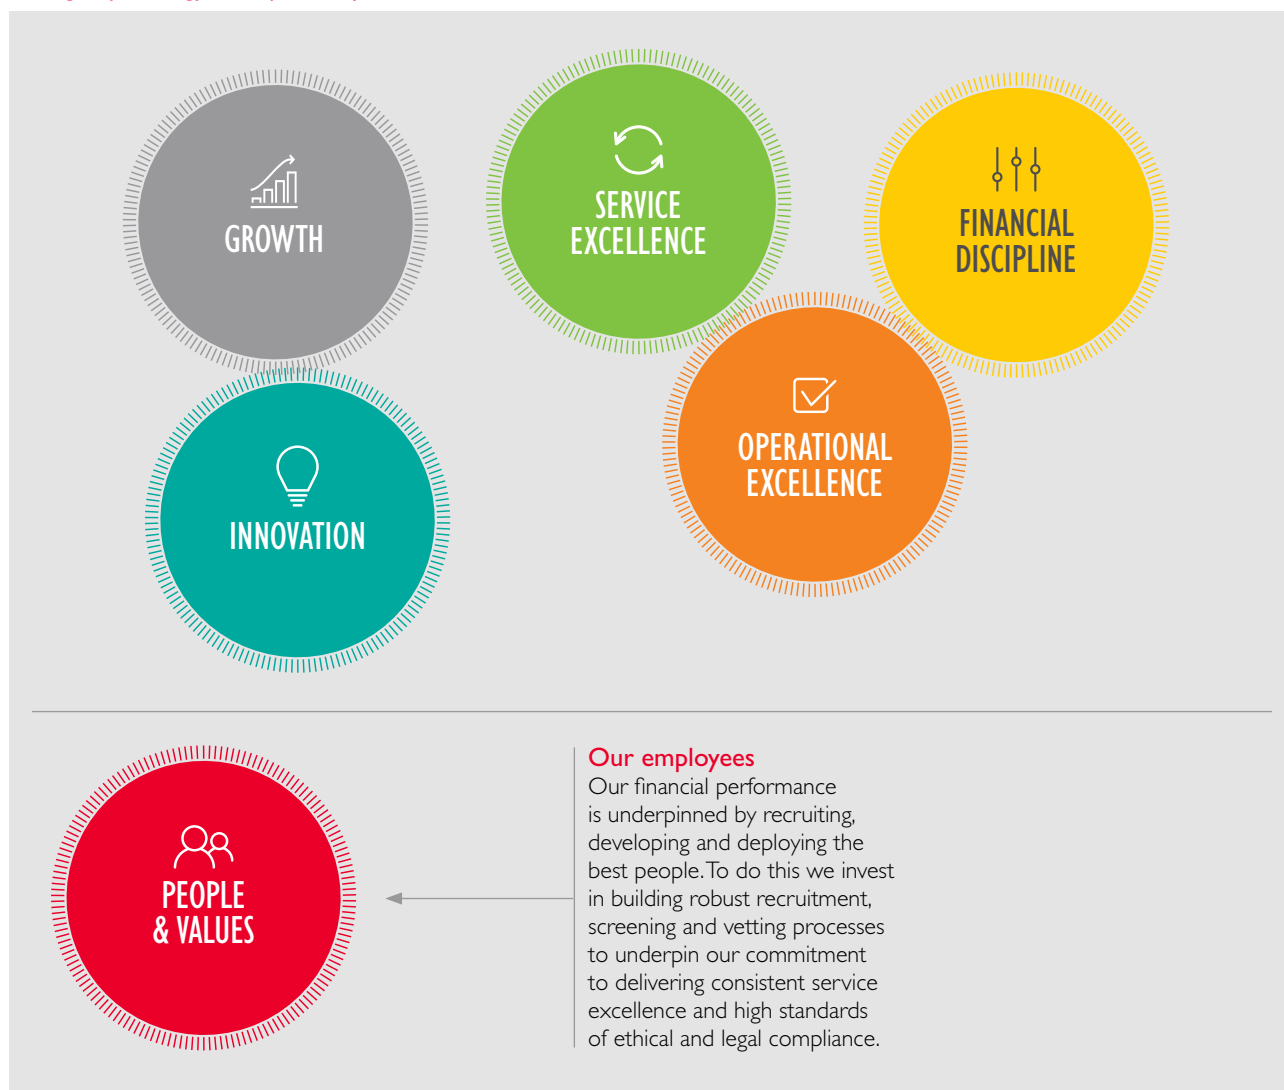 GROWTH
SERVICE
EXCELLENCE
FINANCIAL
DISCIPLINE
OPERATIONAL
EXCELLENCE
INNOVATION
PEOPLE
& VALUES
Our employees
Our financial performance
is underpinned by recruiting,
developing and deploying the
best people. To do this we invest
in building robust recruitment,
screening and vetting processes
to underpin our commitment
to delivering consistent service
excellence and high standards
of ethical and legal compliance.